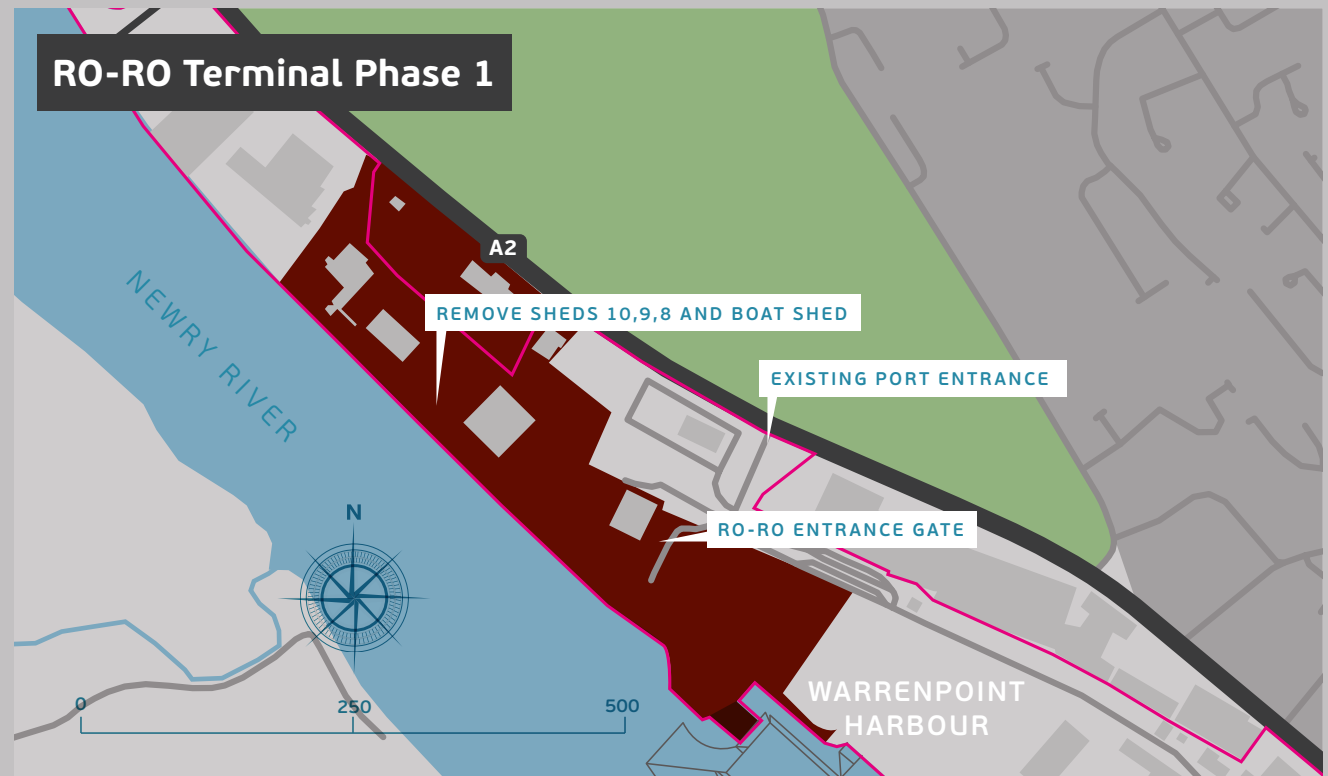 RO-RO Terminal Phase 1
A2
REMOVE SHEDS 10,9,8 AND BOAT SHED
NEWRY RIVER
EXISTING PORT ENTRANCE
N
RO-RO ENTRANCE GATE
WARRENPOINT
HARBOUR
0
250
500